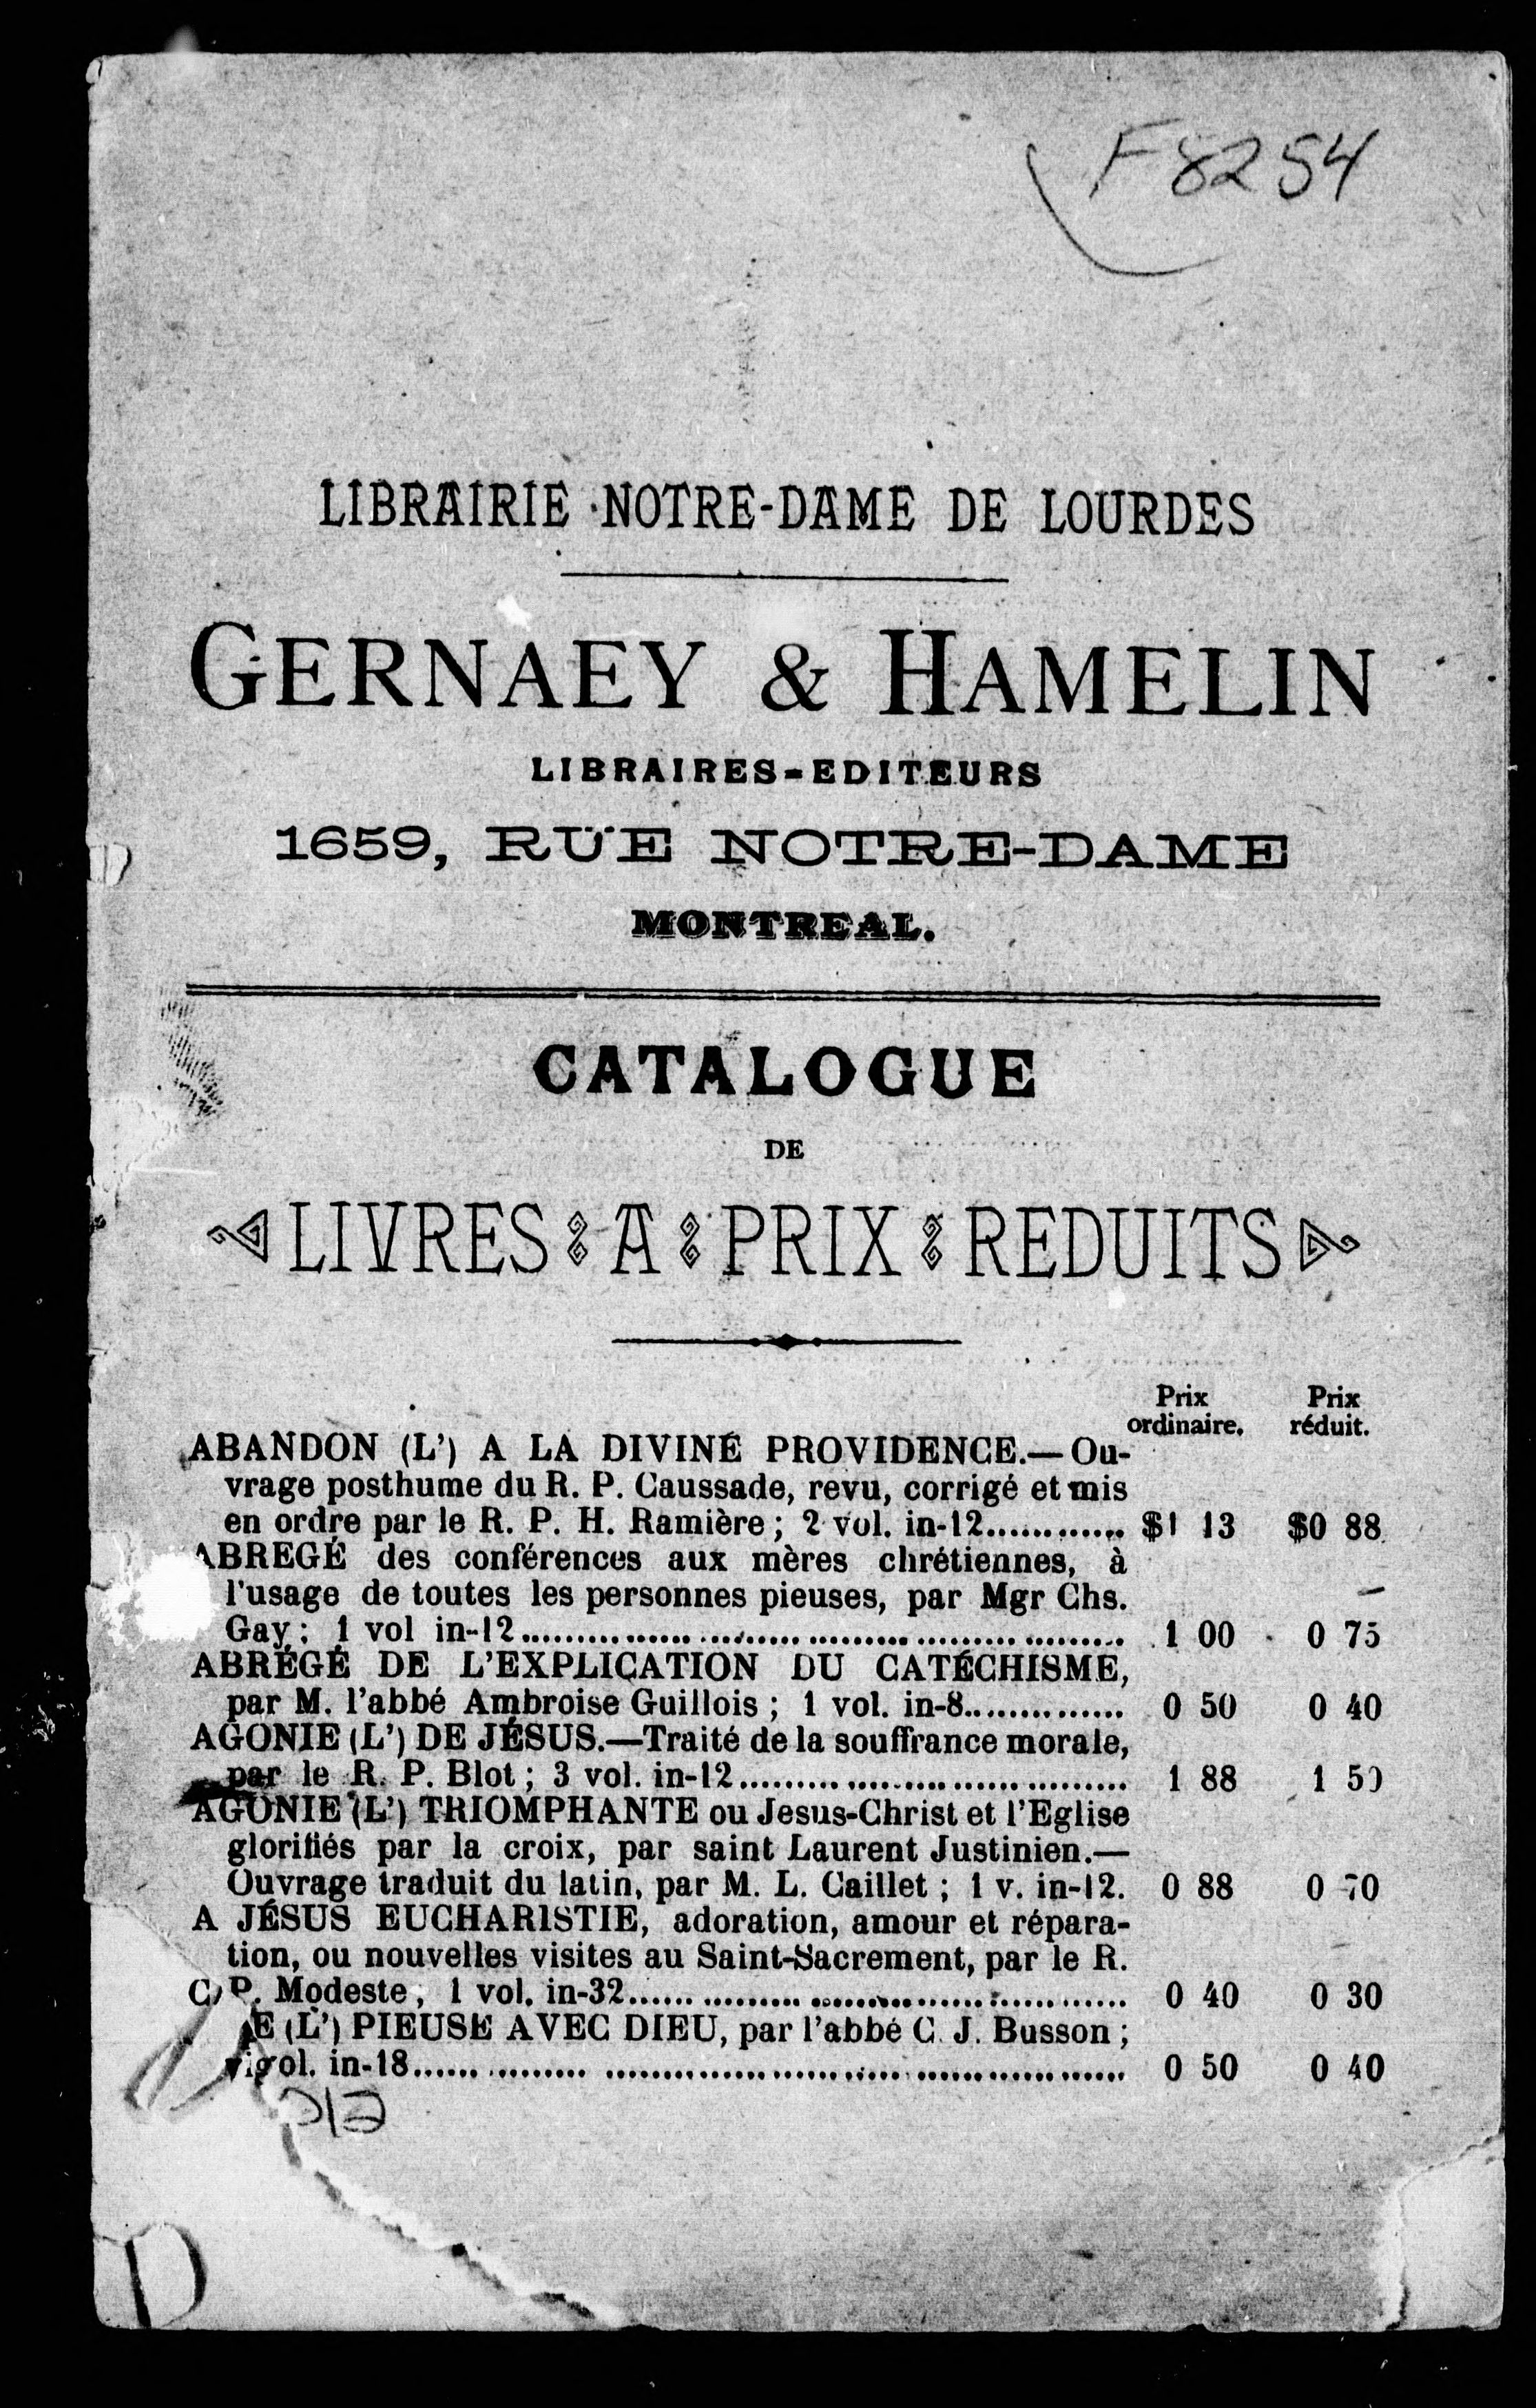 F8254
LIBRAIRIE NOTRE-DAME DE LOURDES
GERNAEY & HAMELIN
LIBRAIRES-EDITEURS
1659, RUE NOTRE-DAME
MONTREAL.
CATALOGUE
DE
LIVRES A PRIX REDUITS
Prix ordinaire. Prix réduit.
ABANDON (L') A LA DIVINE PROVIDENCE.—Ou-
vrage posthume du R. P. Caussade, revu, corrigé et mis
en ordre par le R. P. H. Ramière ; 2 vol. in-12............ $1 13 $0 88
ABREGÉ des conférences aux mères chrétiennes, à
l'usage de toutes les personnes pieuses, par Mgr Chs.
Gay ; 1 vol in-12.................................................... 1 00 0 75
ABRÉGÉ DE L'EXPLICATION DU CATÉCHISME,
par M. l'abbé Ambroise Guillois ; 1 vol. in-8.............. 0 50 0 40
AGONIE (L') DE JÉSUS.—Traité de la souffrance morale,
par le R. P. Blot ; 3 vol. in-12.................................. 1 88 1 50
AGONIE (L') TRIOMPHANTE ou Jesus-Christ et l'Eglise
glorifiés par la croix, par saint Laurent Justinien.—
Ouvrage traduit du latin, par M. L. Caillet ; 1 v. in-12. 0 88 0 70
A JÉSUS EUCHARISTIE, adoration, amour et répara-
tion, ou nouvelles visites au Saint-Sacrement, par le R.
P. Modeste, 1 vol. in-32............................................ 0 40 0 30
E (L') PIEUSE AVEC DIEU, par l'abbé C. J. Busson ;
ol. in-18................................................................ 0 50 0 40
D